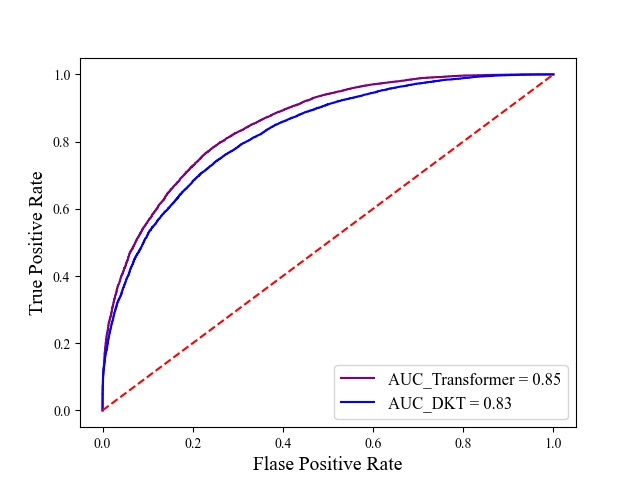 1.0
0.8
0.6
0.4
0.2
0.0
True Positive Rate
AUC_Transformer = 0.85
AUC_DKT = 0.83
0.0 0.2 0.4 0.6 0.8 1.0
Flase Positive Rate